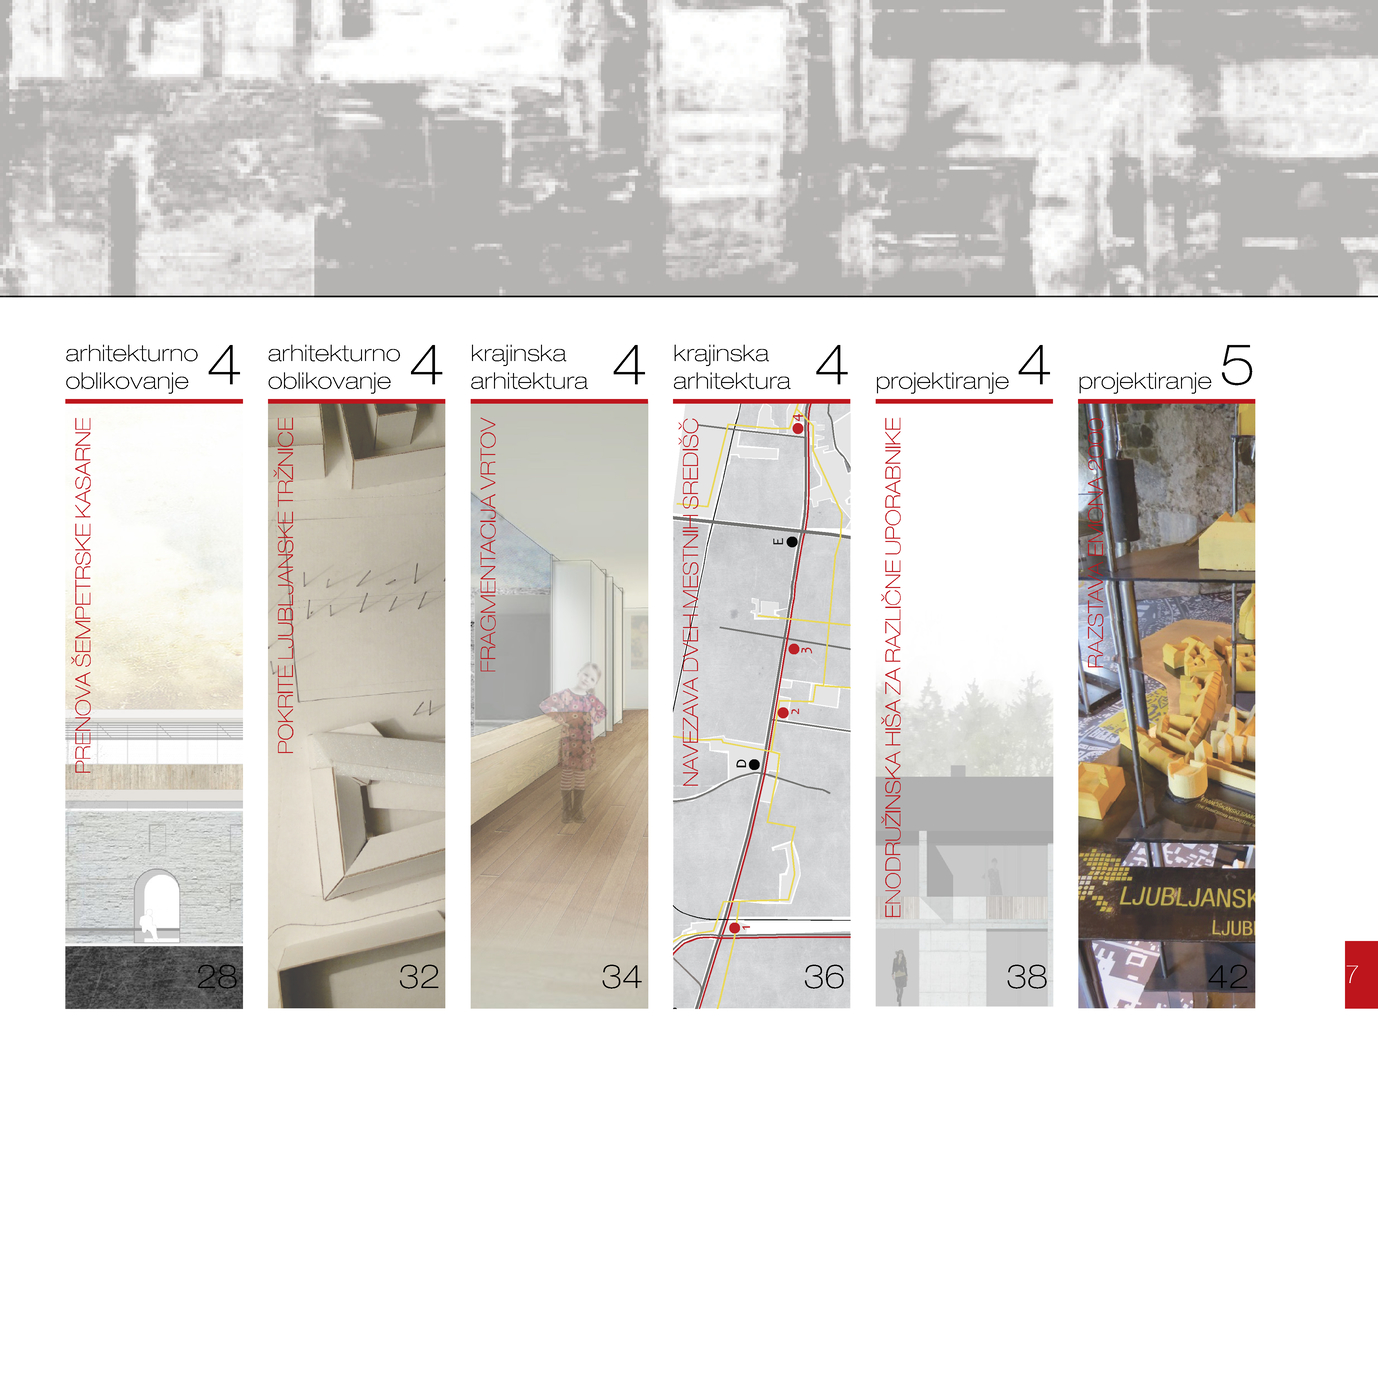 arhitekturno
oblikovanje 4
PRENOVA ŠEMPETRSKE KASARNE
28
arhitekturno
oblikovanje 4
POKRITE LJUBLJANSKE TRŽNICE
32
krajinska
arhitektura 4
FRAGMENTACIJA VRTOV
34
krajinska
arhitektura 4
NAVEZAVA DVEH MESTNIH SREDIŠČ
4
E
3
2
D
1
36
projektiranje 4
ENODRUŽINSKA HIŠA ZA RAZLIČNE UPORABNIKE
38
projektiranje 5
RAZSTAVA EMONA 2000
LJUBLJANSK
LJUB
42
7